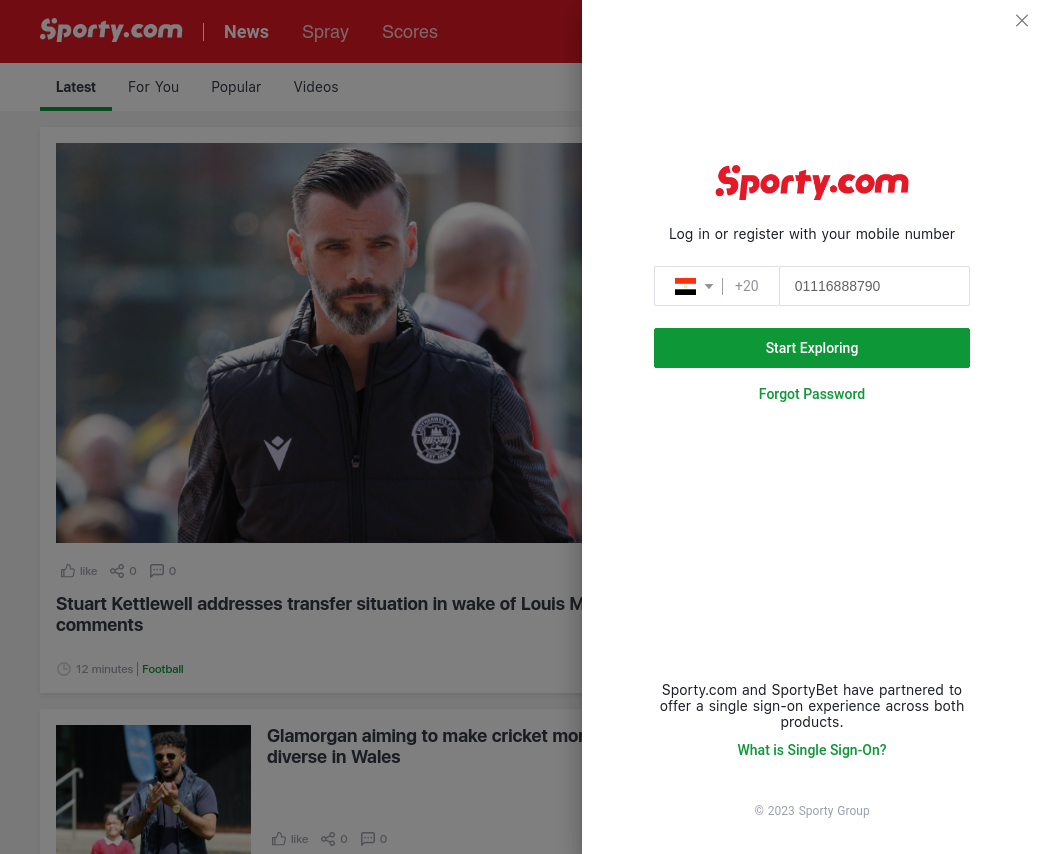 Sporty.com
News
Spray
Scores
Latest
For You
Popular
Videos
like
0
0
Stuart Kettlewell addresses transfer situation in wake of Louis M
comments
12 minutes
Football
Glamorgan aiming to make cricket mor
diverse in Wales
like
0
0
Sporty.com
Log in or register with your mobile number
+20
01116888790
Start Exploring
Forgot Password
Sporty.com and SportyBet have partnered to
offer a single sign-on experience across both
products.
What is Single Sign-On?
© 2023 Sporty Group